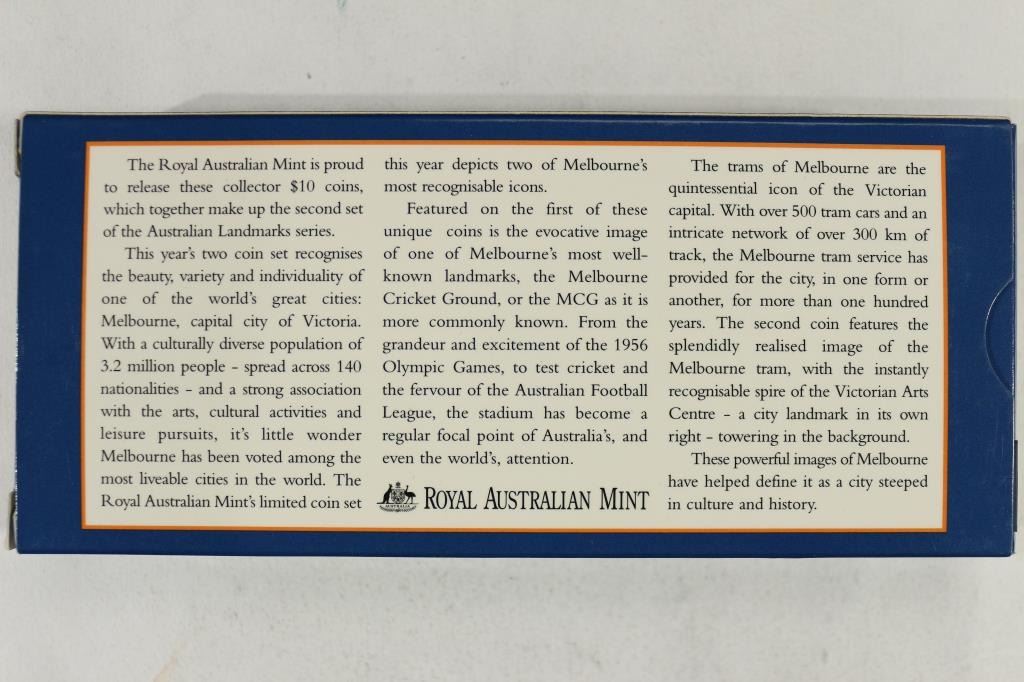 The Royal Australian Mint is proud
to release these collector $10 coins,
which together make up the second set
of the Australian Landmarks series.
This year's two coin set recognises
the beauty, variety and individuality of
one of the world's great cities:
Melbourne, capital city of Victoria.
With a culturally diverse population of
3.2 million people - spread across 140
nationalities - and a strong association
with the arts, cultural activities and
leisure pursuits, it's little wonder
Melbourne has been voted among the
most liveable cities in the world. The
Royal Australian Mint's limited coin set
this year depicts two of Melbourne's
most recognisable icons.
Featured on the first of these
unique coins is the evocative image
of one of Melbourne's most well-
known landmarks, the Melbourne
Cricket Ground, or the MCG as it is
more commonly known. From the
grandeur and excitement of the 1956
Olympic Games, to test cricket and
the fervour of the Australian Football
League, the stadium has become a
regular focal point of Australia's, and
even the world's, attention.
AUSTRALIA
ROYAL AUSTRALIAN MINT
The trams of Melbourne are the
quintessential icon of the Victorian
capital. With over 500 tram cars and an
intricate network of over 300 km of
track, the Melbourne tram service has
provided for the city, in one form or
another, for more than one hundred
years. The second coin features the
splendidly realised image of the
Melbourne tram, with the instantly
recognisable spire of the Victorian Arts
Centre - a city landmark in its own
right - towering in the background.
These powerful images of Melbourne
have helped define it as a city steeped
in culture and history.